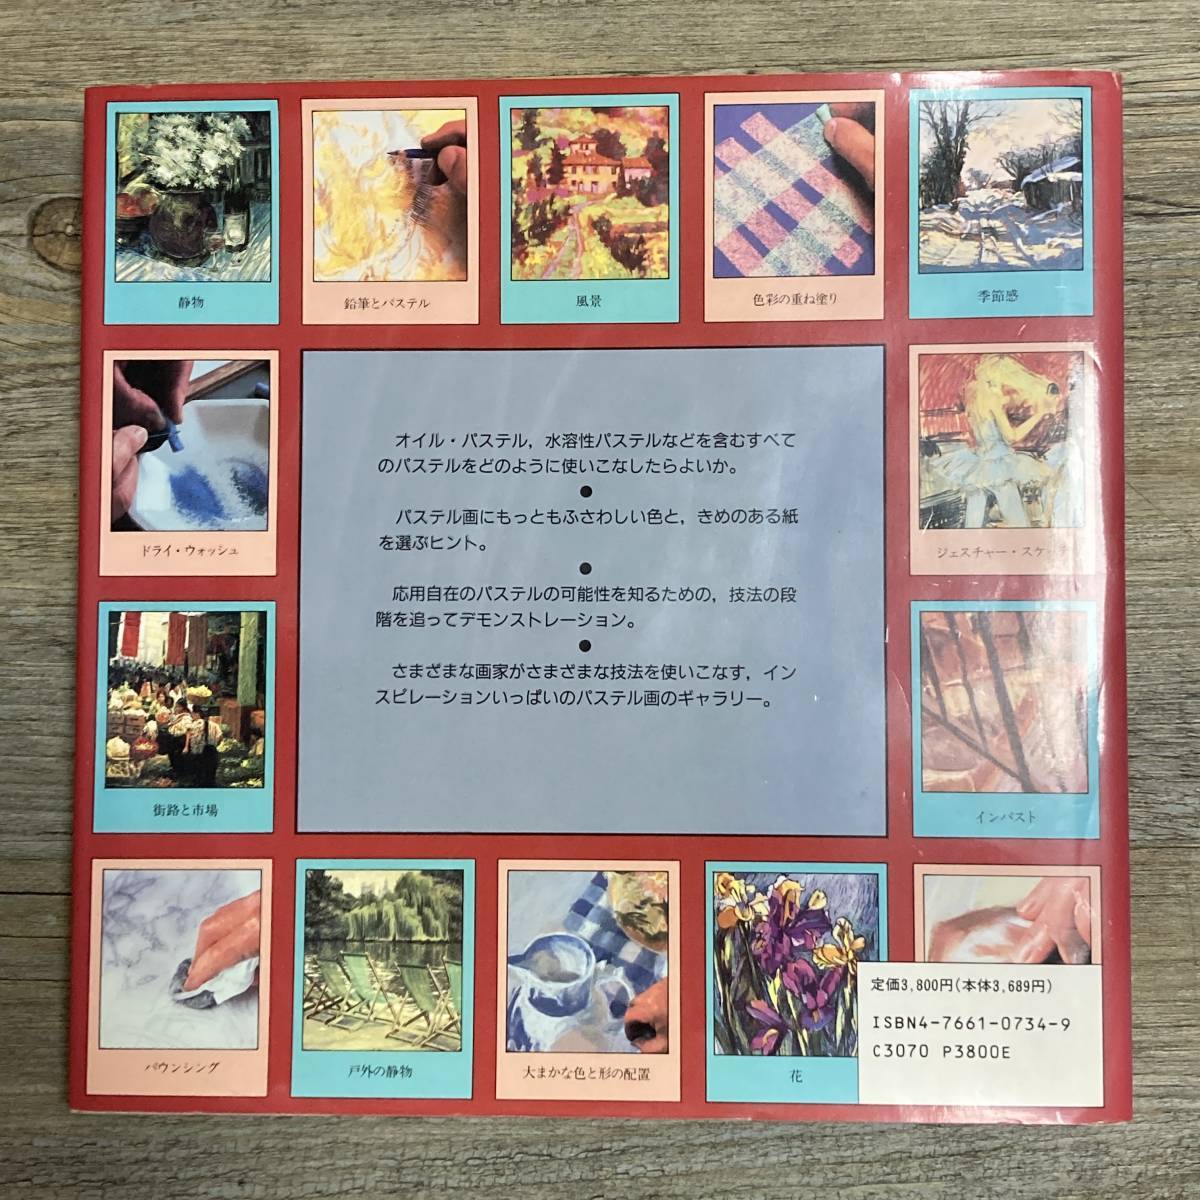 静物
鉛筆とパステル
風景
色彩の重ね塗り
季節感
ドライ・ウォッシュ
ジェスチャー・スケッチ
オイル・パステル，水溶性パステルなどを含むすべて
のパステルをどのように使いこなしたらよいか。
●
パステル画にもっともふさわしい色と，きめのある紙
を選ぶヒント。
●
応用自在のパステルの可能性を知るための，技法の段
階を追ってデモンストレーション。
●
さまざまな画家がさまざまな技法を使いこなす，イン
スピレーションいっぱいのパステル画のギャラリー。
街路と市場
インパスト
パウンシング
戸外の静物
大まかな色と形の配置
花
定価3,800円(本体3,689円)
ISBN4-7661-0734-9
C3070 P3800E